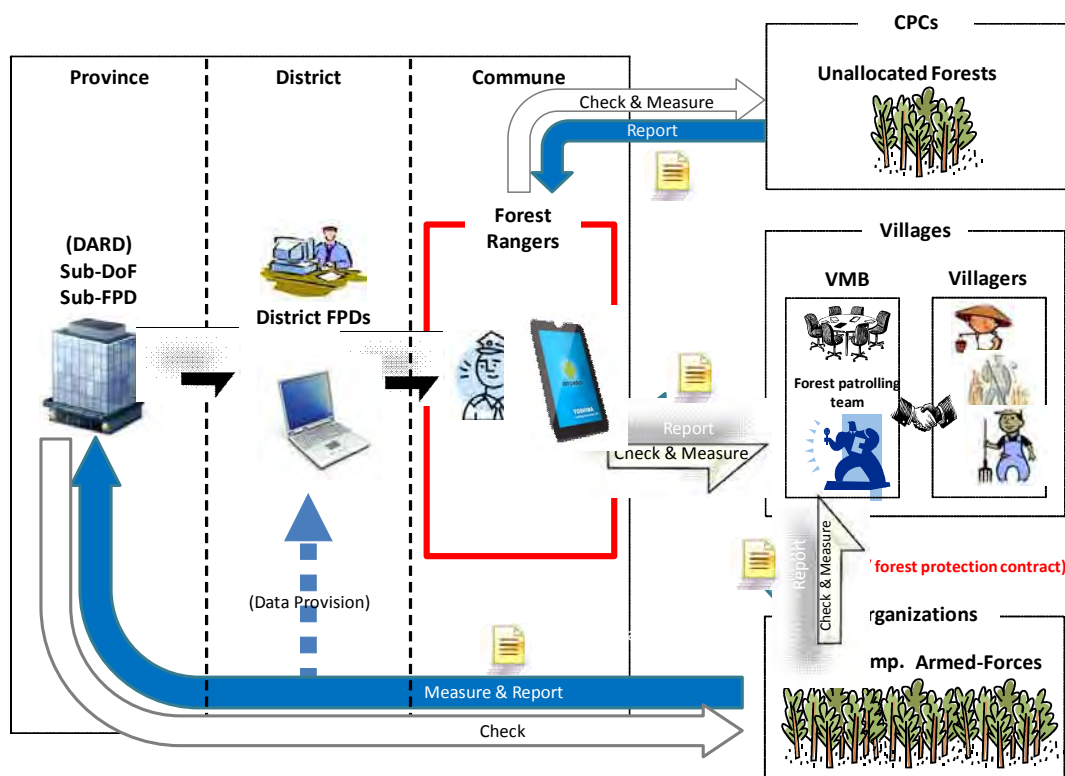 CPCs
Province
District
Commune
Unallocated Forests
Check & Measure
Report
Forest
Rangers
(DARD)
Sub-DoF
Sub-FPD
District FPDs
Villages
VMB
Villagers
Forest patrolling
team
TOSHIBA
Report
Check & Measure
Report
Check & Measure
forest protection contract)
(Data Provision)
rganizations
mp. Armed-Forces
Measure & Report
Check